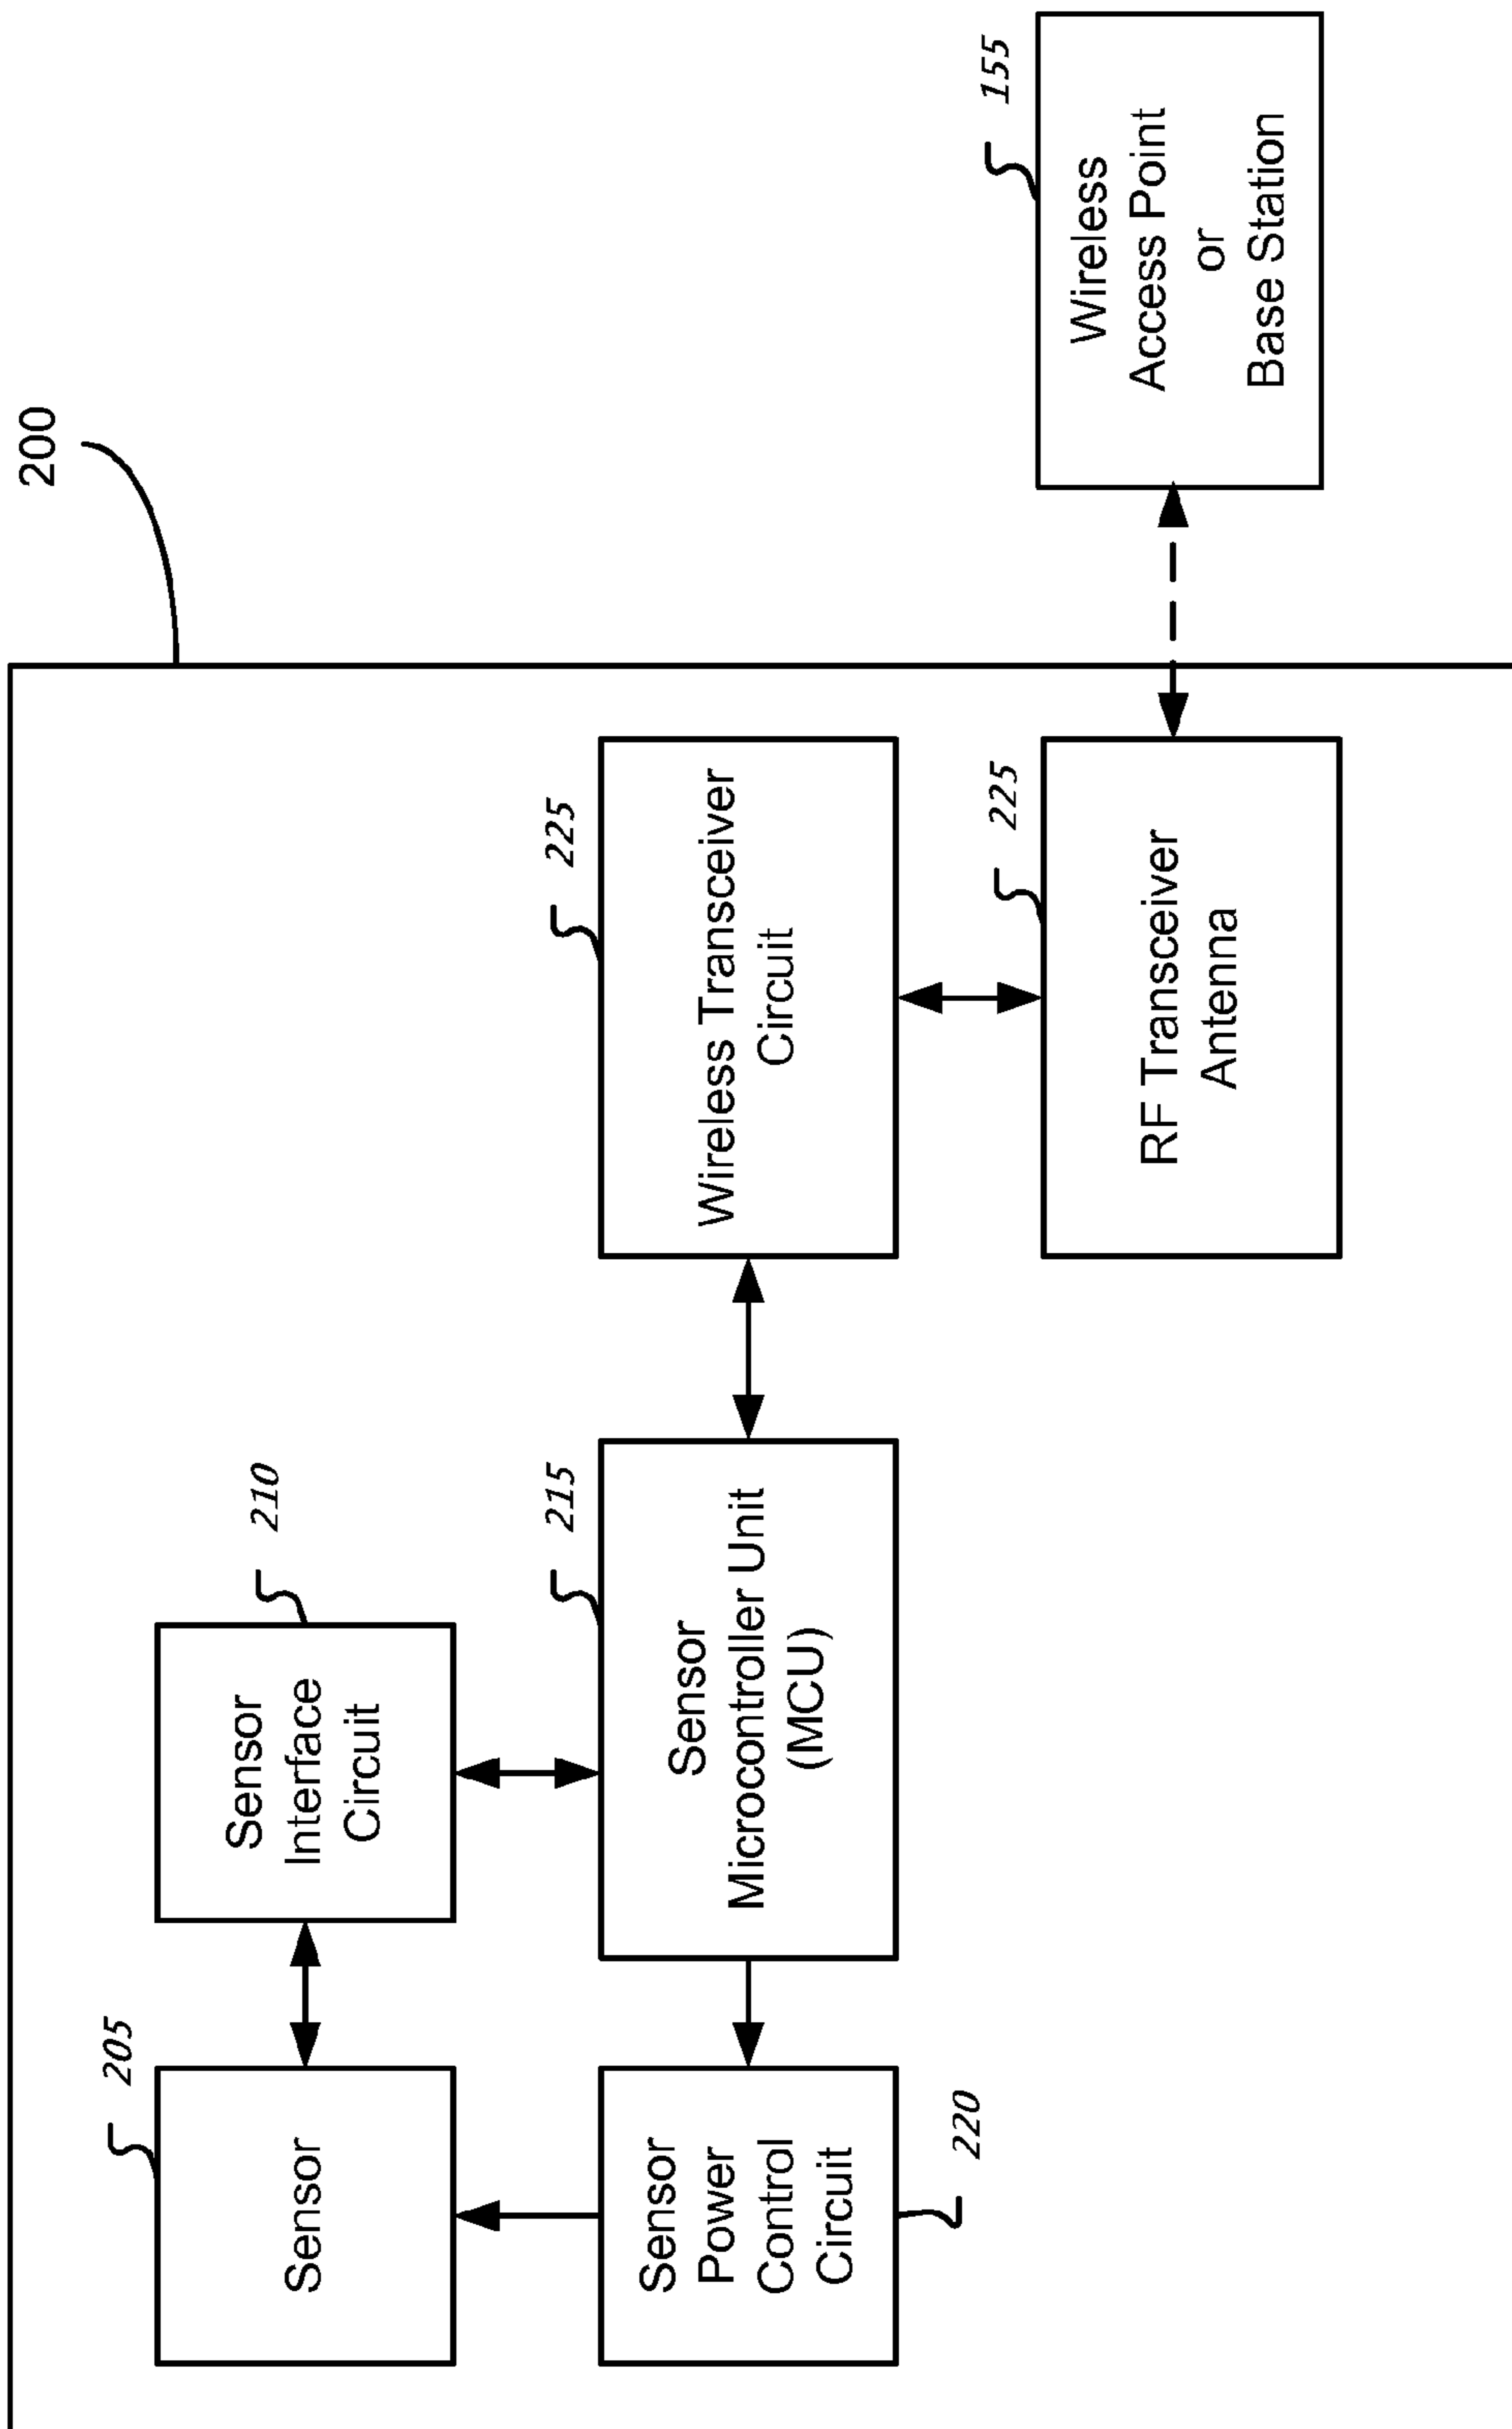 200
205
Sensor
210
Sensor
Interface
Circuit
Sensor
Power
Control
Circuit
220
215
Sensor
Microcontroller Unit
(MCU)
225
Wireless Transceiver
Circuit
225
RF Transceiver
Antenna
155
Wireless
Access Point
or
Base Station